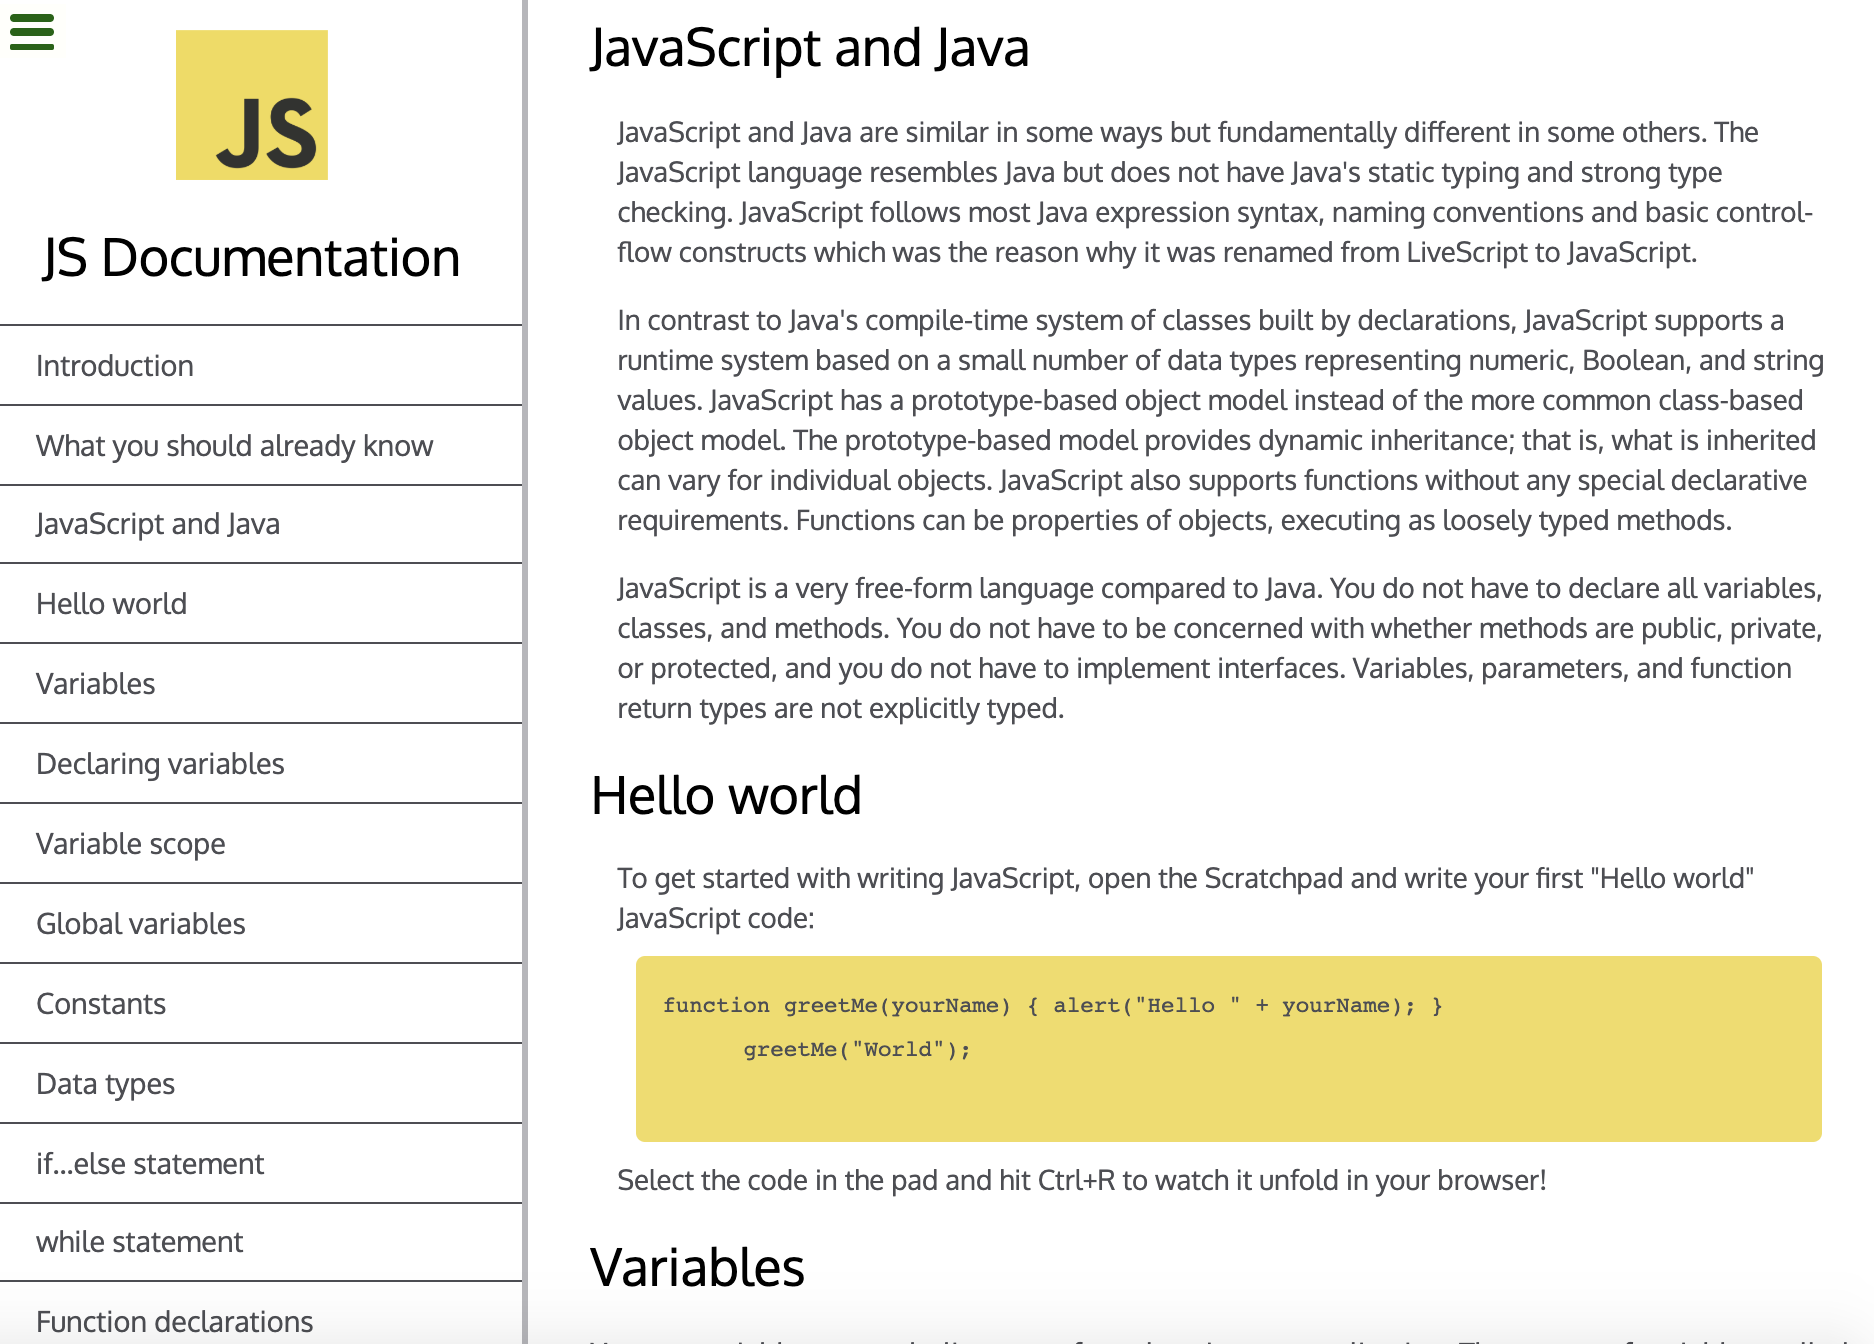 JS
JS Documentation
Introduction
What you should already know
JavaScript and Java
Hello world
Variables
Declaring variables
Variable scope
Global variables
Constants
Data types
if...else statement
while statement
Function declarations
JavaScript and Java
JavaScript and Java are similar in some ways but fundamentally different in some others. The
JavaScript language resembles Java but does not have Java's static typing and strong type
checking. JavaScript follows most Java expression syntax, naming conventions and basic control-
flow constructs which was the reason why it was renamed from LiveScript to JavaScript.
In contrast to Java's compile-time system of classes built by declarations, JavaScript supports a
runtime system based on a small number of data types representing numeric, Boolean, and string
values. JavaScript has a prototype-based object model instead of the more common class-based
object model. The prototype-based model provides dynamic inheritance; that is, what is inherited
can vary for individual objects. JavaScript also supports functions without any special declarative
requirements. Functions can be properties of objects, executing as loosely typed methods.
JavaScript is a very free-form language compared to Java. You do not have to declare all variables,
classes, and methods. You do not have to be concerned with whether methods are public, private,
or protected, and you do not have to implement interfaces. Variables, parameters, and function
return types are not explicitly typed.
Hello world
To get started with writing JavaScript, open the Scratchpad and write your first "Hello world"
JavaScript code:
function greetMe(yourName) { alert("Hello " + yourName); }
greetMe("World");
Select the code in the pad and hit Ctrl+R to watch it unfold in your browser!
Variables